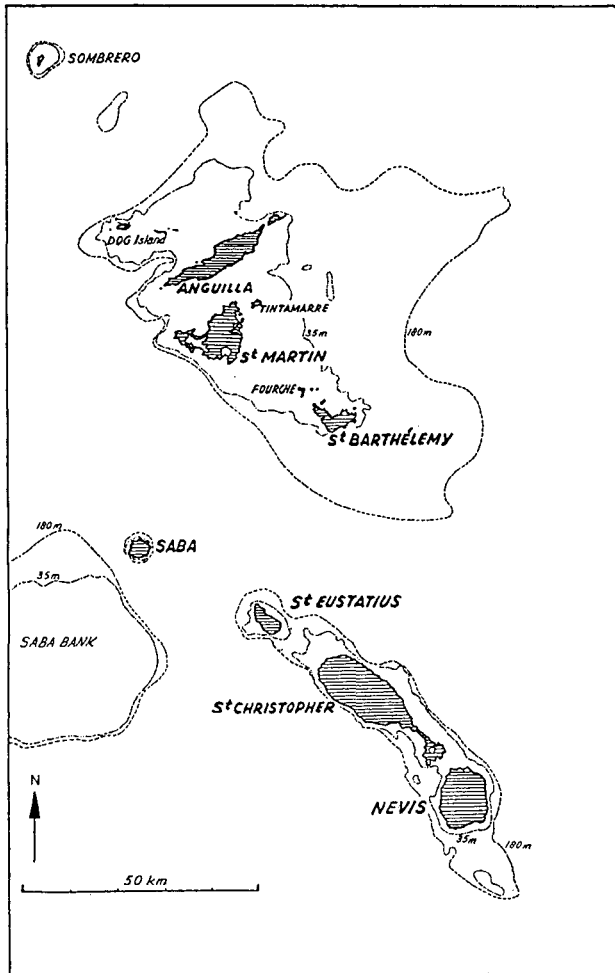 SOMBRERO
DOG Island
ANGUILLA
TINTAMARRE
35m
180m
St MARTIN
FOURCHE
St BARTHÉLEMY
180m
SABA
35m
St EUSTATIUS
SABA BANK
St CHRISTOPHER
N
NEVIS
35m
180m
50 km